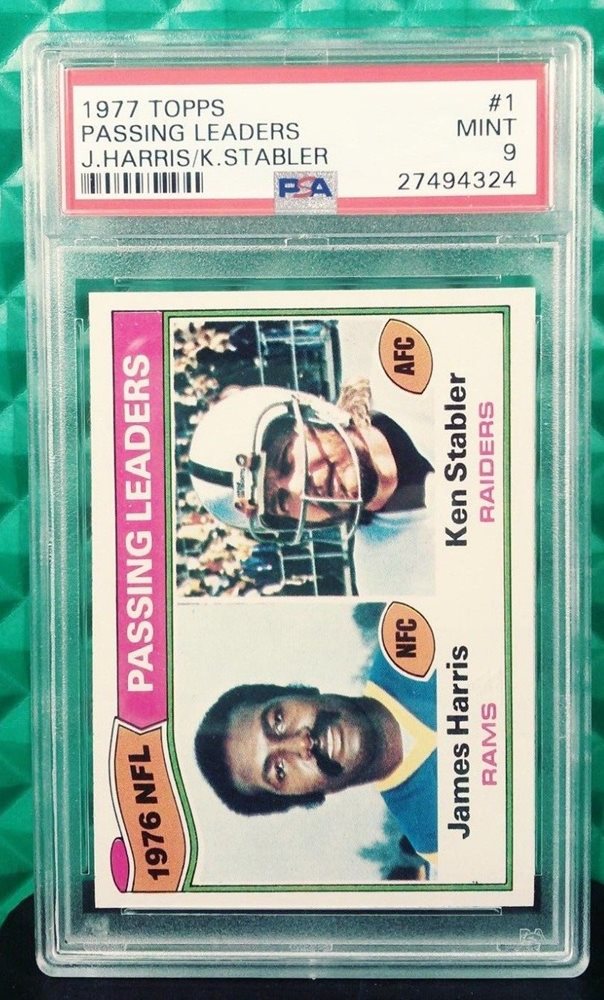 1977 TOPPS #1
PASSING LEADERS MINT
J.HARRIS/K.STABLER 9
PSA 27494324
1976 NFL PASSING LEADERS
NFC
AFC
James Harris
RAMS
Ken Stabler
RAIDERS